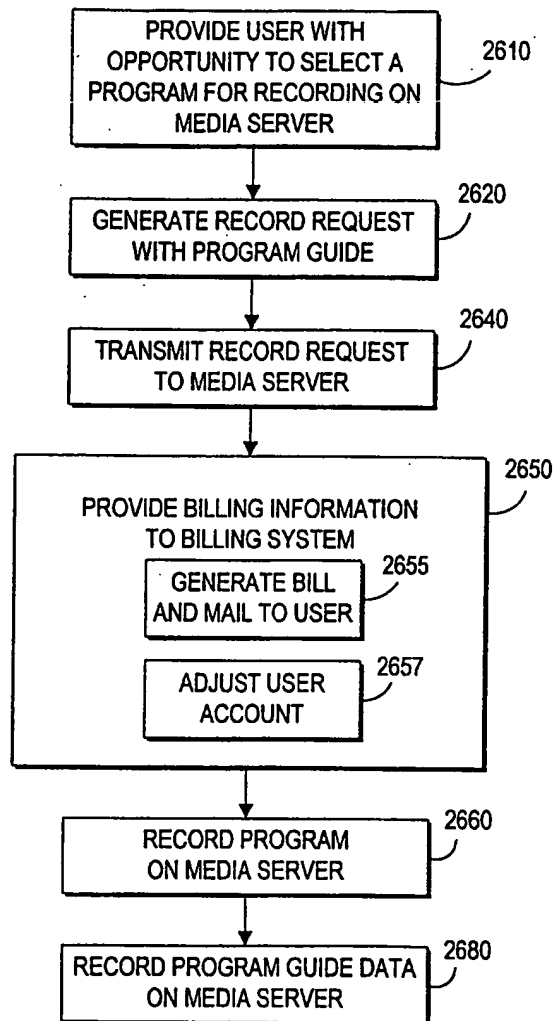 PROVIDE USER WITH
OPPORTUNITY TO SELECT A
PROGRAM FOR RECORDING ON
MEDIA SERVER
2610
GENERATE RECORD REQUEST
WITH PROGRAM GUIDE
2620
TRANSMIT RECORD REQUEST
TO MEDIA SERVER
2640
PROVIDE BILLING INFORMATION
TO BILLING SYSTEM
2650
GENERATE BILL
AND MAIL TO USER
2655
ADJUST USER
ACCOUNT
2657
RECORD PROGRAM
ON MEDIA SERVER
2660
RECORD PROGRAM GUIDE DATA
ON MEDIA SERVER
2680